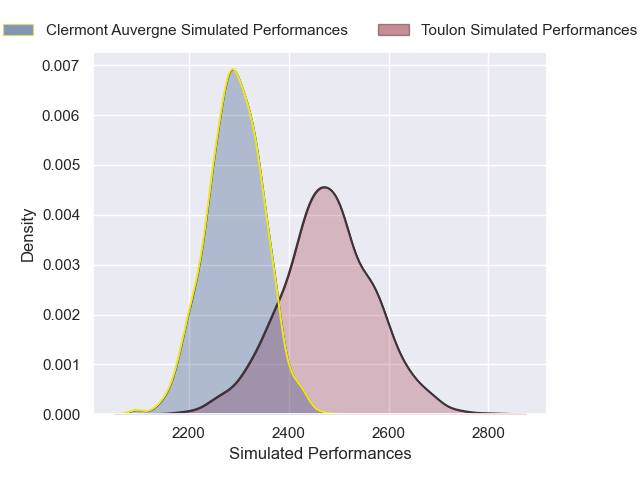 Clermont Auvergne Simulated Performances Toulon Simulated Performances
0.007
0.006
0.005
0.004
0.003
0.002
0.001
0.000
Density
2200 2400 2600 2800
Simulated Performances